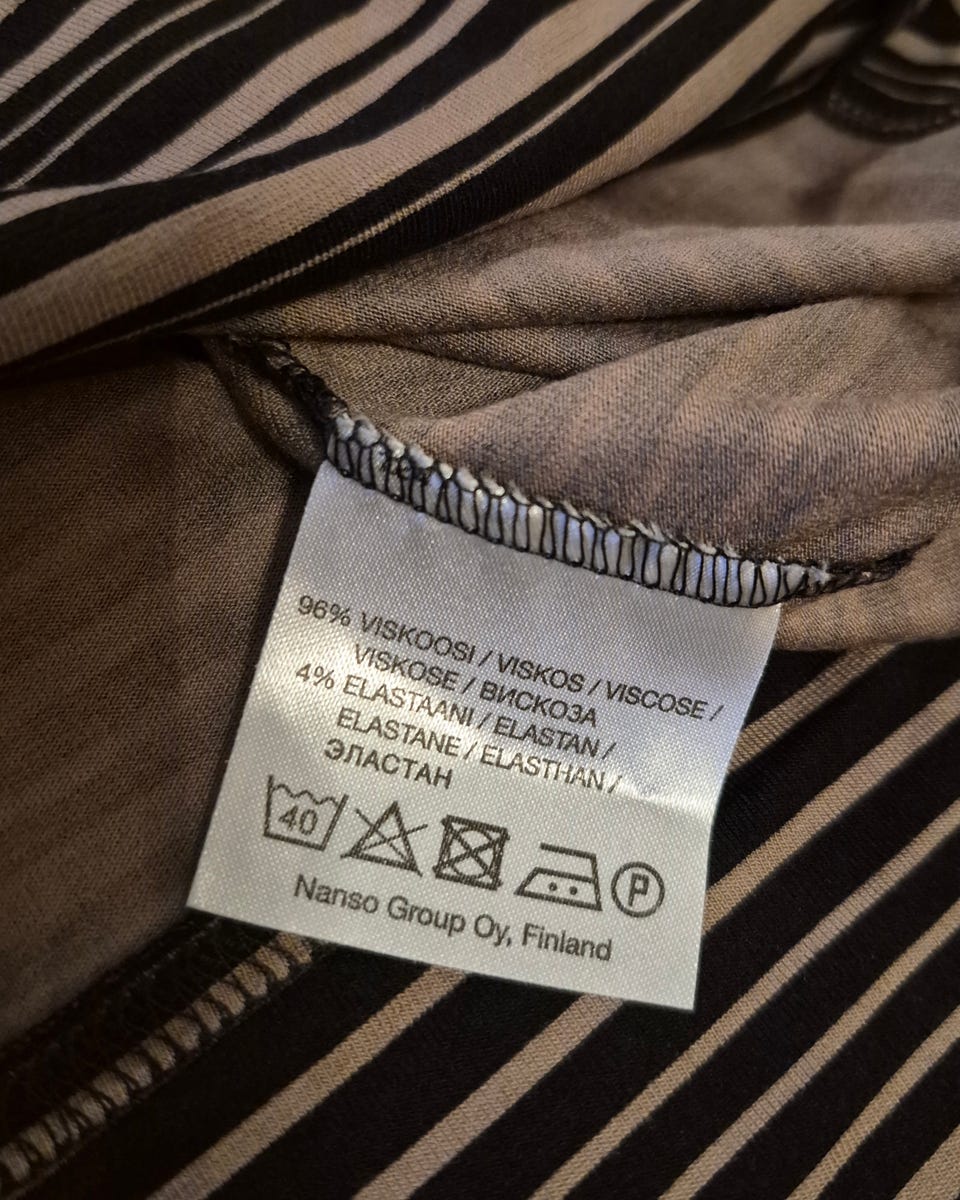 96% VISKOOSI / VISKOS / VISCOSE /
VISKOSE / ВИСКОЗА
4% ELASTAANI / ELASTAN /
ELASTANE / ELASTHAN /
ЭЛАСТАН
40
P
Nanso Group Oy, Finland